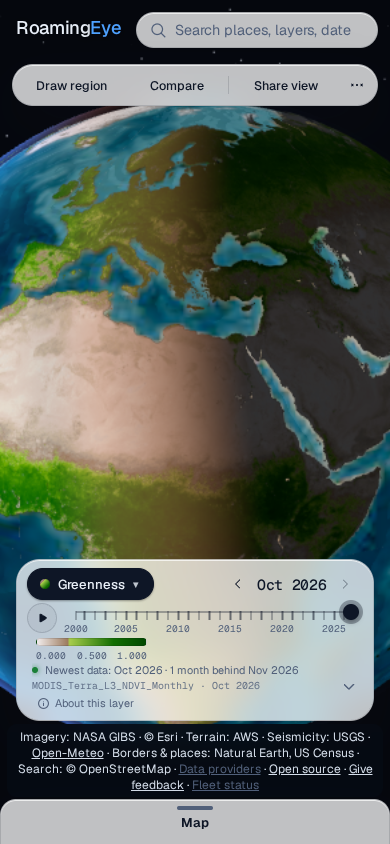 RoamingEye
Search places, layers, date
Draw region
Compare
Share view
···
Greenness ▾
Oct 2026
2000 2005 2010 2015 2020 2025
0.000 0.500 1.000
Newest data: Oct 2026 · 1 month behind Nov 2026
MODIS_Terra_L3_NDVI_Monthly · Oct 2026
About this layer
Imagery: NASA GIBS · © Esri · Terrain: AWS · Seismicity: USGS ·
Open-Meteo · Borders & places: Natural Earth, US Census ·
Search: © OpenStreetMap · Data providers · Open source · Give
feedback · Fleet status
Map